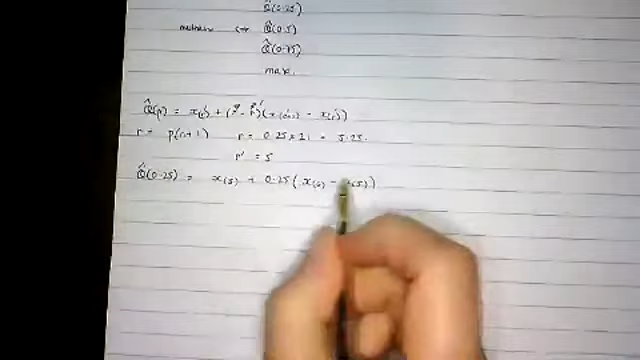 Q̂(0.25)
median ↔ Q̂(0.5)
Q̂(0.75)
max.
Q̂(p) = x(r') + (r - r')(x(r'+1) - x(r'))
r = p(n+1) r = 0.25 × 21 = 5.25.
r' = 5
Q̂(0.25) = x(5) + 0.25(x(6) - x(5))